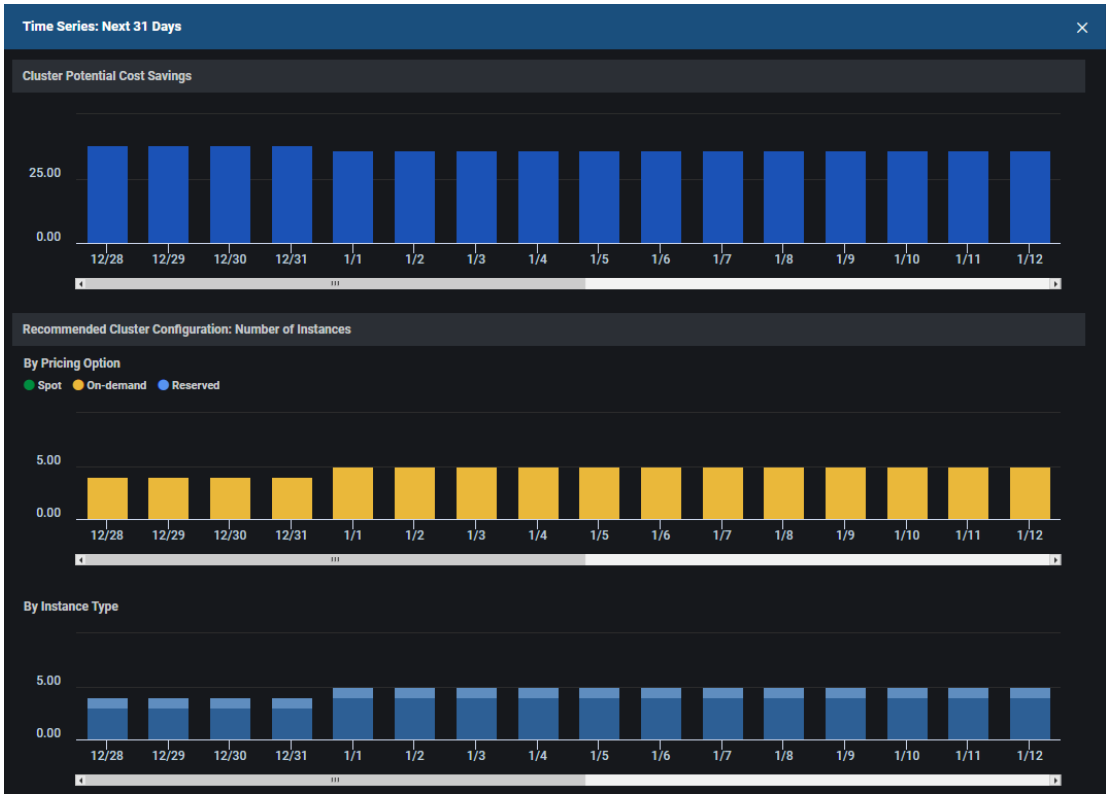 Time Series: Next 31 Days
Cluster Potential Cost Savings
25.00
0.00
12/28 12/29 12/30 12/31 1/1 1/2 1/3 1/4 1/5 1/6 1/7 1/8 1/9 1/10 1/11 1/12
Recommended Cluster Configuration: Number of Instances
By Pricing Option
Spot On-demand Reserved
5.00
0.00
12/28 12/29 12/30 12/31 1/1 1/2 1/3 1/4 1/5 1/6 1/7 1/8 1/9 1/10 1/11 1/12
By Instance Type
5.00
0.00
12/28 12/29 12/30 12/31 1/1 1/2 1/3 1/4 1/5 1/6 1/7 1/8 1/9 1/10 1/11 1/12